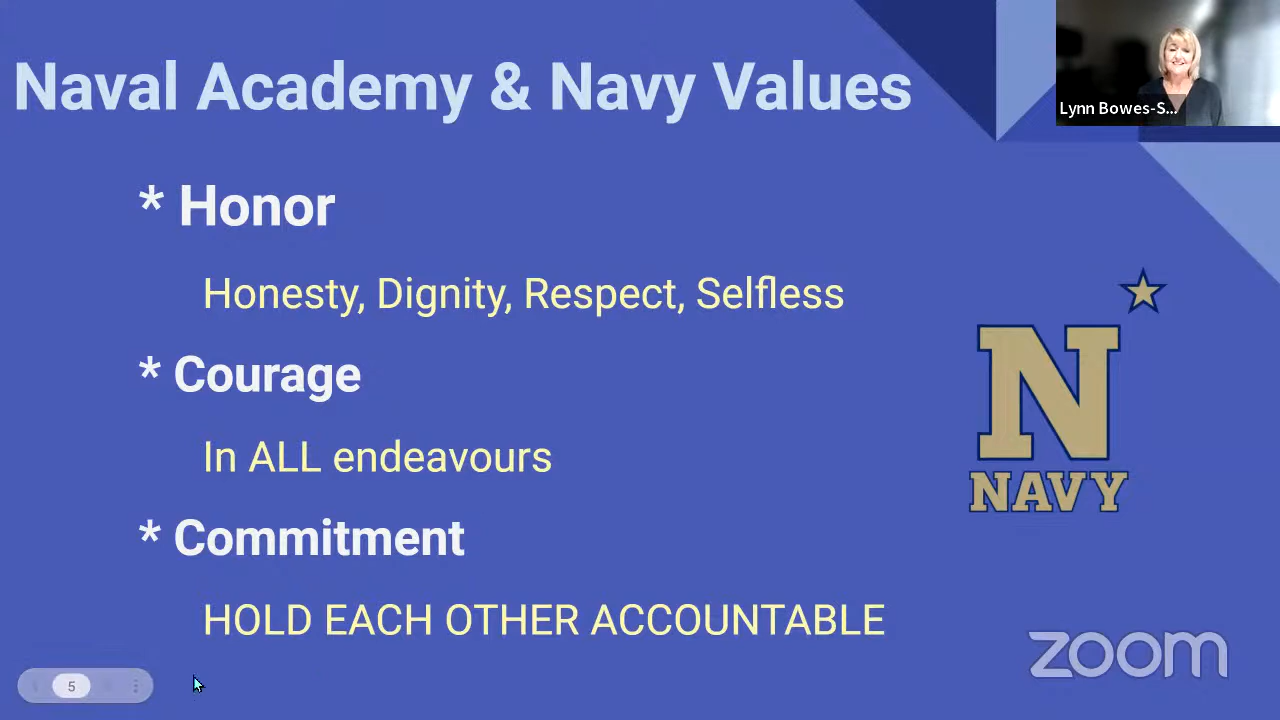 Naval Academy & Navy Values
Lynn Bowes-S...
* Honor
Honesty, Dignity, Respect, Selfless
* Courage
In ALL endeavours
* Commitment
HOLD EACH OTHER ACCOUNTABLE
N
NAVY
zoom
5